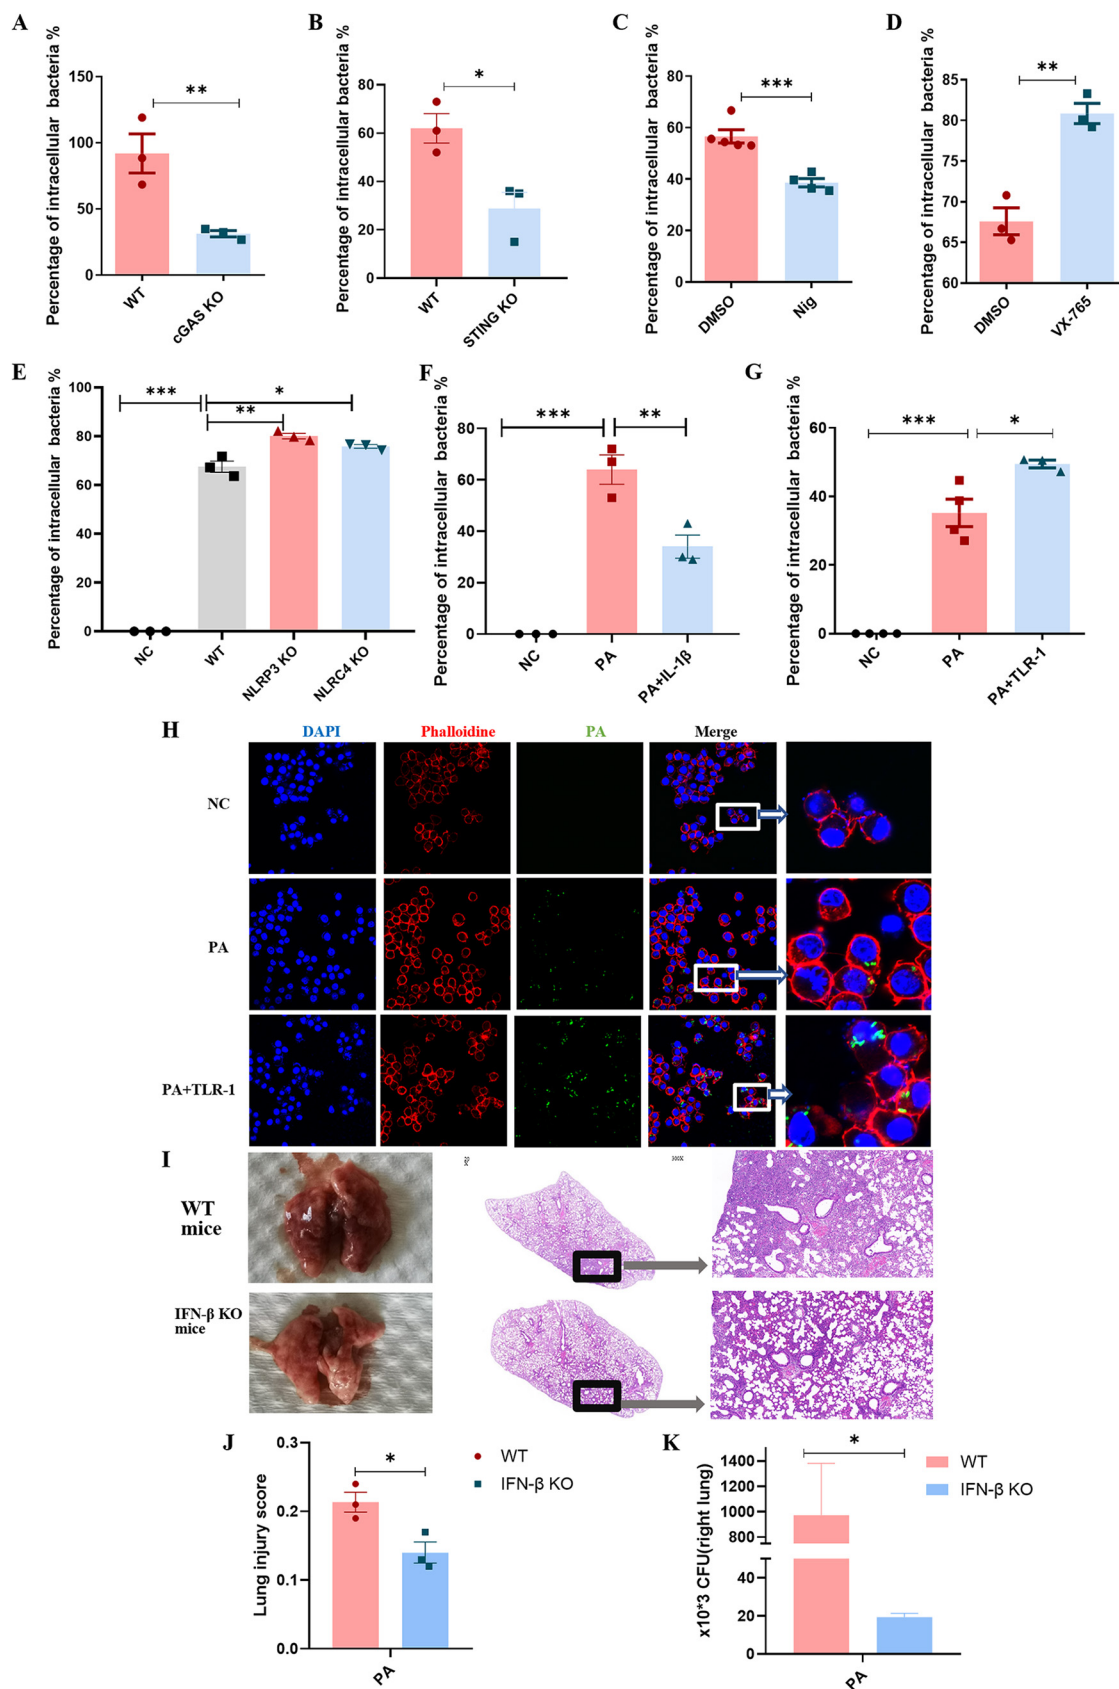 A
Percentage of intracellular bacteria %
150
100
50
0
**
WT
cGAS KO
B
Percentage of intracellular bacteria %
80
60
40
20
0
*
WT
STING KO
C
Percentage of intracellular bacteria %
80
60
40
20
0
***
DMSO
Nig
D
Percentage of intracellular bacteria %
85
80
75
70
65
60
**
DMSO
VX-765
E
Percentage of intracellular bacteria %
100
80
60
40
20
0
***
*
**
NC
WT
NLRP3 KO
NLRC4 KO
F
Percentage of intracellular bacteria %
80
60
40
20
0
***
**
NC
PA
PA+IL-1β
G
Percentage of intracellular bacteria %
60
40
20
0
***
*
NC
PA
PA+TLR-1
H
DAPI
Phalloidine
PA
Merge
NC
PA
PA+TLR-1
I
WT
mice
IFN-β KO
mice
J
Lung injury score
0.3
0.2
0.1
0.0
*
PA
WT
IFN-β KO
K
x10*3 CFU(right lung)
1400
1200
1000
800
60
40
20
0
*
PA
WT
IFN-β KO